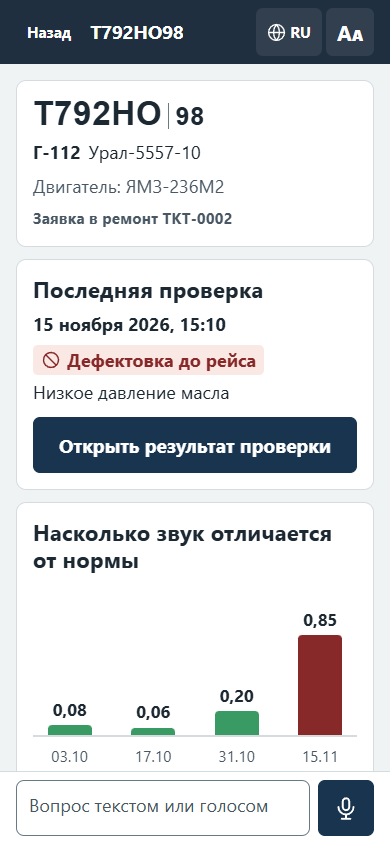 Назад Т792НО98 RU Aa
Т792НО 98
Г-112 Урал-5557-10
Двигатель: ЯМЗ-236М2
Заявка в ремонт ТКТ-0002
Последняя проверка
15 ноября 2026, 15:10
Дефектовка до рейса
Низкое давление масла
Открыть результат проверки
Насколько звук отличается
от нормы
0,08 0,06 0,20 0,85
03.10 17.10 31.10 15.11
Вопрос текстом или голосом